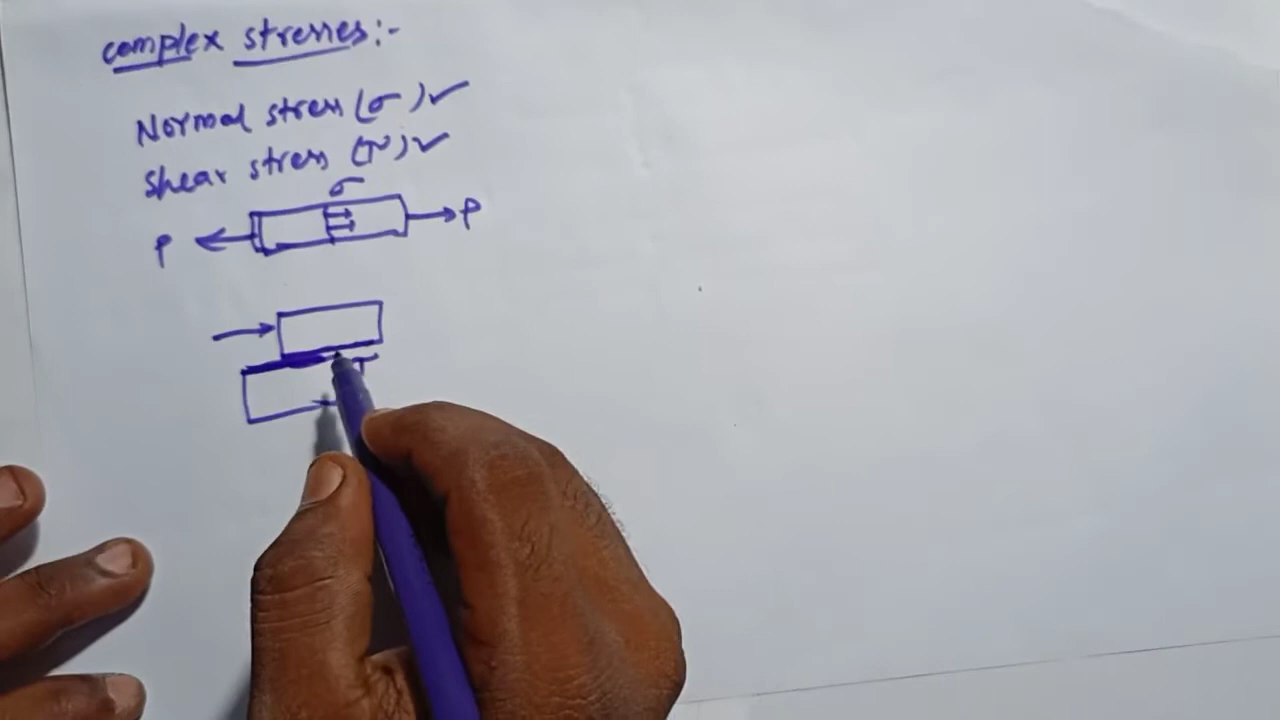 complex stresses:-
Normal stress (σ) ✓
Shear stress (τ) ✓
σ
P P
τ